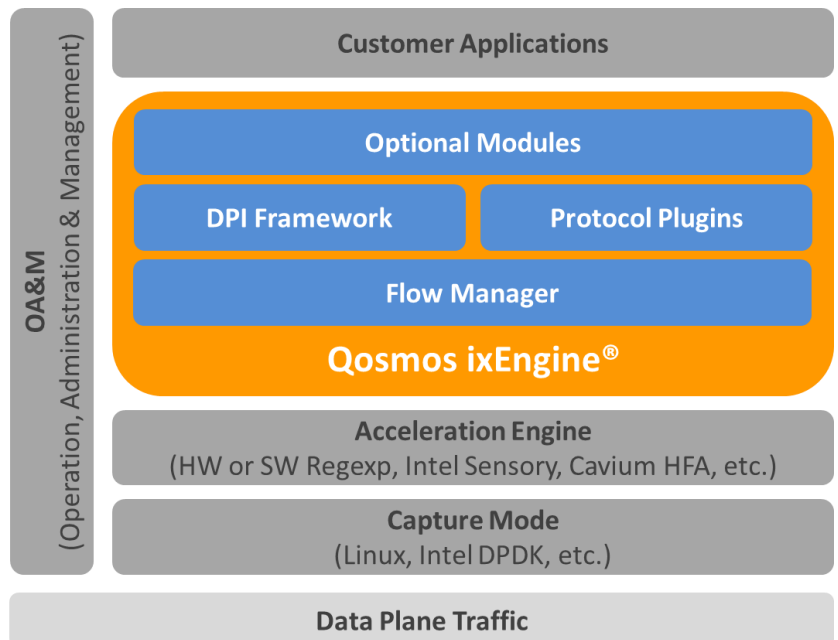 OA&M
(Operation, Administration & Management)
Customer Applications
Optional Modules
DPI Framework
Protocol Plugins
Flow Manager
Qosmos ixEngine®
Acceleration Engine
(HW or SW Regexp, Intel Sensory, Cavium HFA, etc.)
Capture Mode
(Linux, Intel DPDK, etc.)
Data Plane Traffic